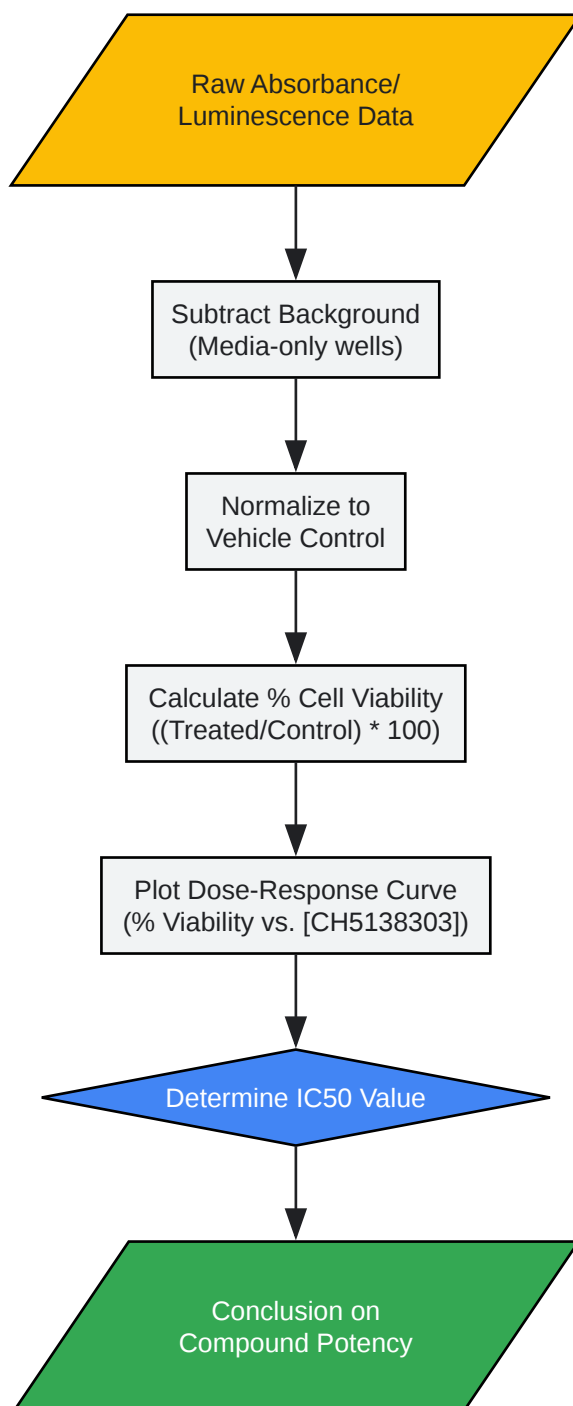 Raw Absorbance/
Luminescence Data
Subtract Background
(Media-only wells)
Normalize to
Vehicle Control
Calculate % Cell Viability
((Treated/Control) * 100)
Plot Dose-Response Curve
(% Viability vs. [CH5138303])
Determine IC50 Value
Conclusion on
Compound Potency